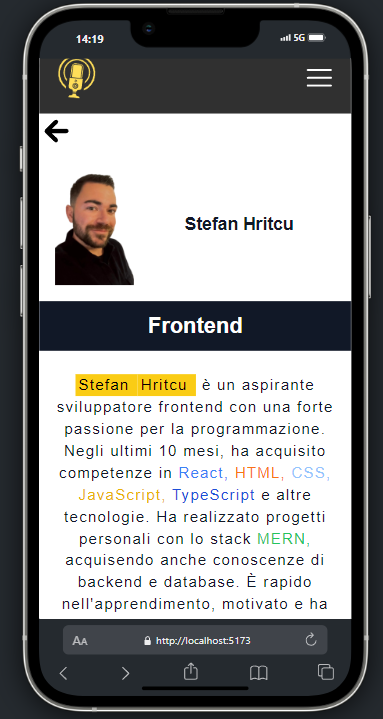 14:19
5G
Stefan Hritcu
Frontend
Stefan Hritcu è un aspirante
sviluppatore frontend con una forte
passione per la programmazione.
Negli ultimi 10 mesi, ha acquisito
competenze in React, HTML, CSS,
JavaScript, TypeScript e altre
tecnologie. Ha realizzato progetti
personali con lo stack MERN,
acquisendo anche conoscenze di
backend e database. È rapido
nell'apprendimento, motivato e ha
AA
http://localhost:5173